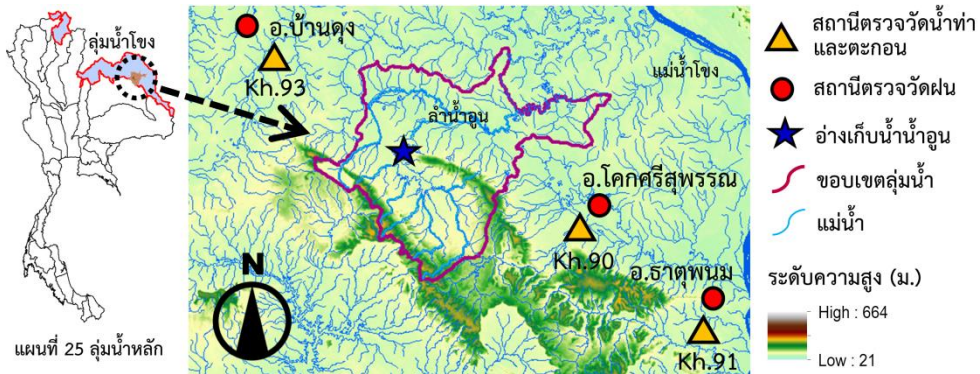 ลุ่มน้ำโขง
แผนที่ 25 ลุ่มน้ำหลัก
อ.บ้านดุง
Kh.93
แม่น้ำโขง
ลำน้ำอูน
อ.โคกศรีสุพรรณ
Kh.90
อ.ธาตุพนม
Kh.91
N
สถานีตรวจวัดน้ำท่า
และตะกอน
สถานีตรวจวัดฝน
อ่างเก็บน้ำน้ำอูน
ขอบเขตลุ่มน้ำ
แม่น้ำ
ระดับความสูง (ม.)
High : 664
Low : 21